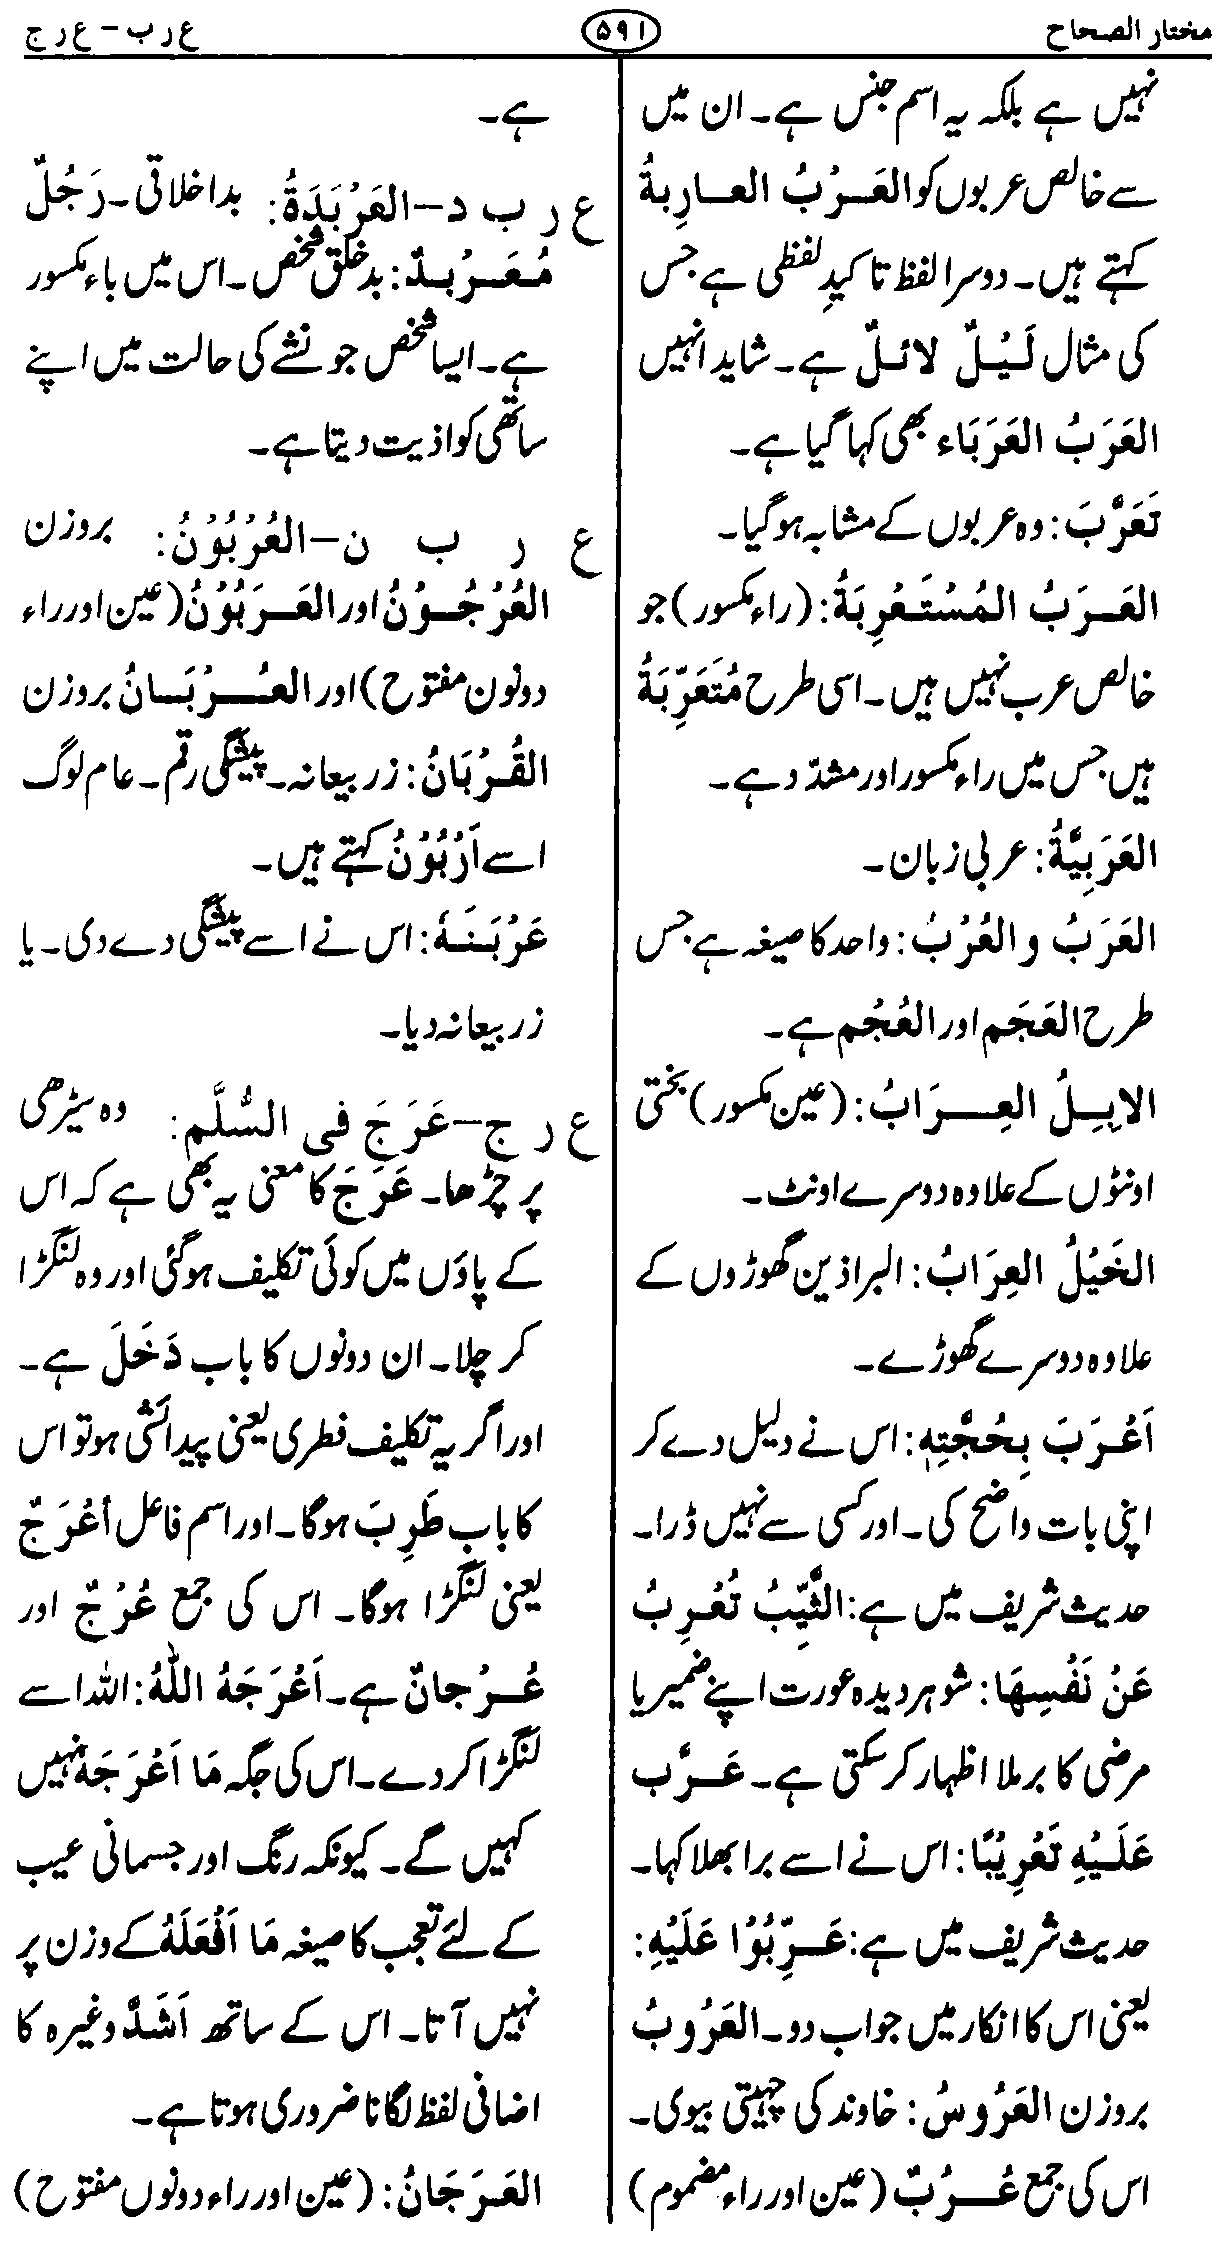 مختار الصحاح ۵۹۱ ع ر ب – ع ر ج
نہیں ہے بلکہ یہ اسم جنس ہے۔ ان میں
سے خالص عربوں کو العَرْبُ العارِبةُ
کہتے ہیں۔ دوسرا لفظ تاکیدِ لفظی ہے جس
کی مثال لَیْلٌ لائلٌ ہے۔ شاید انہیں
العَرَبُ العَرَبَاء بھی کہا گیا ہے۔
تَعَرَّبَ: وہ عربوں کے مشابہ ہوگیا۔
العَرَبُ المُسْتَعْرِبَةُ: (راء مکسور) جو
خالص عرب نہیں ہیں۔ اسی طرح مُتَعَرِّبَةُ
ہیں جس میں راء مکسور اور مشدّد ہے۔
العَرَبِیَّةُ: عربی زبان۔
العَرَبُ و العُرْبُ: واحد کا صیغہ ہے جس
طرح العَجَم اور العُجْم ہے۔
الابِلُ العِرَابُ: (عین مکسور) بختی
اونٹوں کے علاوہ دوسرے اونٹ۔
الخَیْلُ العِرَابُ: البراذین گھوڑوں کے
علاوہ دوسرے گھوڑے۔
اَعْرَبَ بِحُجَّتِهٖ: اس نے دلیل دے کر
اپنی بات واضح کی۔ اور کسی سے نہیں ڈرا۔
حدیث شریف میں ہے: الثَّیِّبُ تُعْرِبُ
عَنْ نَفْسِهَا: شوہر دیدہ عورت اپنے ضمیر یا
مرضی کا برملا اظہار کرسکتی ہے۔ عَرَّب
عَلَیْهِ تَعْرِیْبًا: اس نے اسے برا بھلا کہا۔
حدیث شریف میں ہے: عَرِّبُوْا عَلَیْهِ:
یعنی اس کا انکار میں جواب دو۔ العَرُوبُ
بروزن العَرُوسُ: خاوند کی چہیتی بیوی۔
اس کی جمع عُرُبٌ (عین اور راء مضموم)
ہے۔
ع ر ب د – العَرْبَدَةُ: بداخلاقی۔ رَجُلٌ
مُعَرْبِدٌ: بدخلق شخص۔ اس میں باء مکسور
ہے۔ ایسا شخص جو نشے کی حالت میں اپنے
ساتھی کو اذیت دیتا ہے۔
ع ر ب ن – العُرْبُوْنُ: بروزن
العُرْجُوْنُ اور العَرَبُوْنُ (عین اور راء
دونوں مفتوح) اور العُرْبَانُ بروزن
القُرْبَانُ: زر بیعانہ۔ پیشگی رقم۔ عام لوگ
اسے اَرْبُوْنُ کہتے ہیں۔
عَرْبَنَهٗ: اس نے اسے پیشگی دے دی۔ یا
زر بیعانہ دیا۔
ع ر ج – عَرَجَ فی السُّلَّم: وہ سیڑھی
پر چڑھا۔ عَرَجَ کا معنی یہ بھی ہے کہ اس
کے پاؤں میں کوئی تکلیف ہوگئی اور وہ لنگڑا
کر چلا۔ ان دونوں کا باب دَخَلَ ہے۔
اور اگر یہ تکلیف فطری یعنی پیدائشی ہو تو اس
کا باب طَرِبَ ہوگا۔ اور اسم فاعل أعْرَجٌ
یعنی لنگڑا ہوگا۔ اس کی جمع عُرْجٌ اور
عُرْجانٌ ہے۔ اَعْرَجَهُ اللّٰهُ: اللہ اسے
لنگڑا کردے۔ اس کی جگہ مَا اَعْرَجَهٗ نہیں
کہیں گے۔ کیونکہ رنگ اور جسمانی عیب
کے لئے تعجب کا صیغہ مَا اَفْعَلَهُ کے وزن پر
نہیں آتا۔ اس کے ساتھ اَشَدَّ وغیرہ کا
اضافی لفظ لگانا ضروری ہوتا ہے۔
العَرَجَانُ: (عین اور راء دونوں مفتوح)